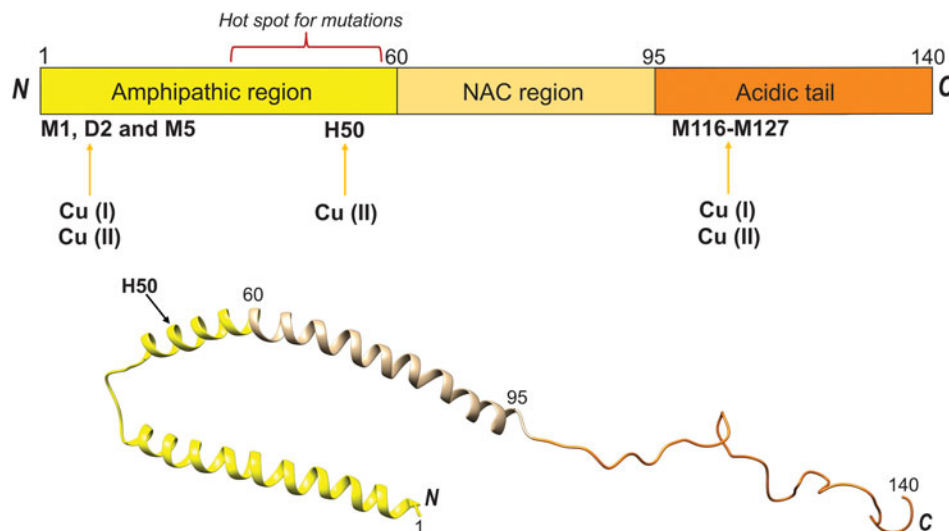 Hot spot for mutations
1 60 95 140
N Amphipathic region NAC region Acidic tail C
M1, D2 and M5 H50 M116-M127
Cu (I) Cu (II) Cu (I)
Cu (II) Cu (II)
H50 60
95
140
N C
1